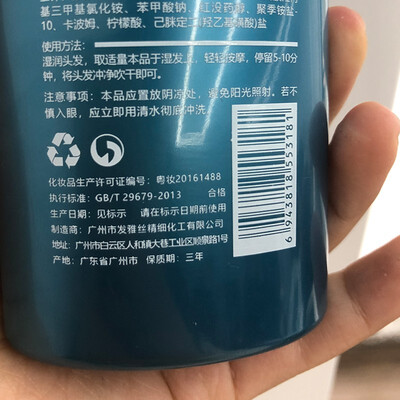 基三甲基氯化铵、苯甲酸钠、红没药醇、聚季铵盐-
10、卡波姆、柠檬酸、己脒定二(羟乙基磺酸)盐
使用方法：
湿润头发，取适量本品于湿发上，轻轻按摩，停留5-10分
钟，将头发冲净吹干即可。
注意事项：本品应置放阴凉处，避免阳光照射。若不
慎入眼，应立即用清水彻底冲洗。
化妆品生产许可证编号：粤妆20161488
执行标准：GB/T 29679-2013 合格
生产日期：见标示 请在标示日期前使用
制造商：广州市发雅丝精细化工有限公司
地址：广州市白云区人和镇大巷工业区顺景路1号
产地：广东省广州市 保质期：三年
6943818553181